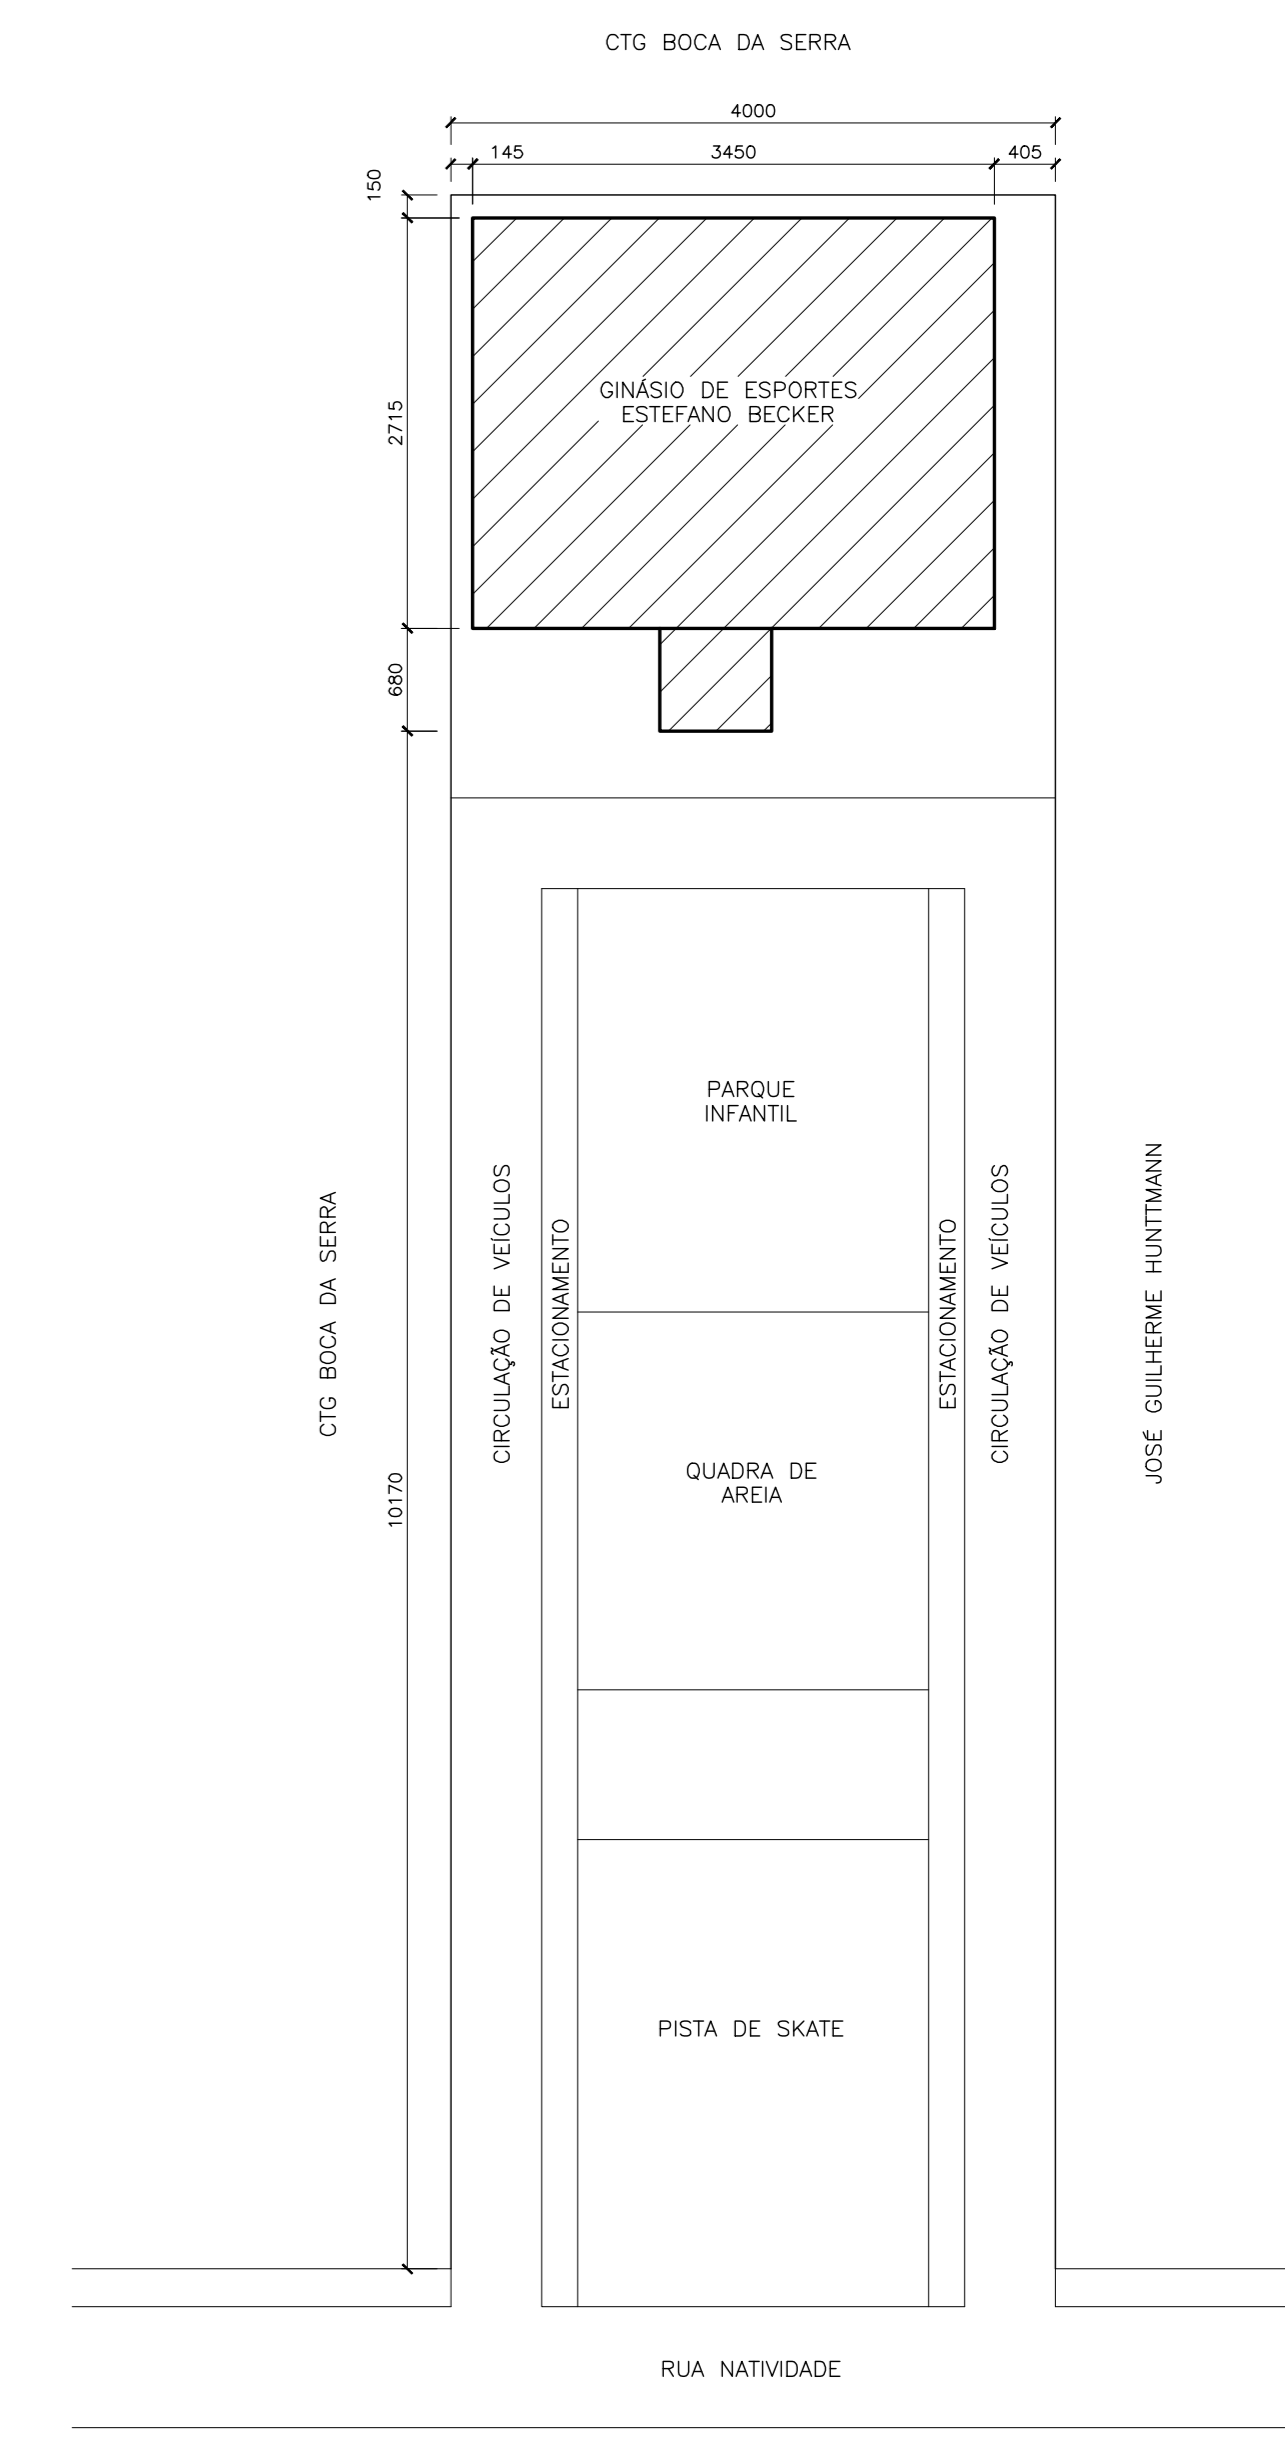 CTG BOCA DA SERRA
4000
145
3450
405
150
2715
GINÁSIO DE ESPORTES
ESTEFANO BECKER
680
PARQUE
INFANTIL
CIRCULAÇÃO DE VEÍCULOS
ESTACIONAMENTO
ESTACIONAMENTO
CIRCULAÇÃO DE VEÍCULOS
JOSÉ GUILHERME HUNTTMANN
CTG BOCA DA SERRA
QUADRA DE
AREIA
10170
PISTA DE SKATE
RUA NATIVIDADE